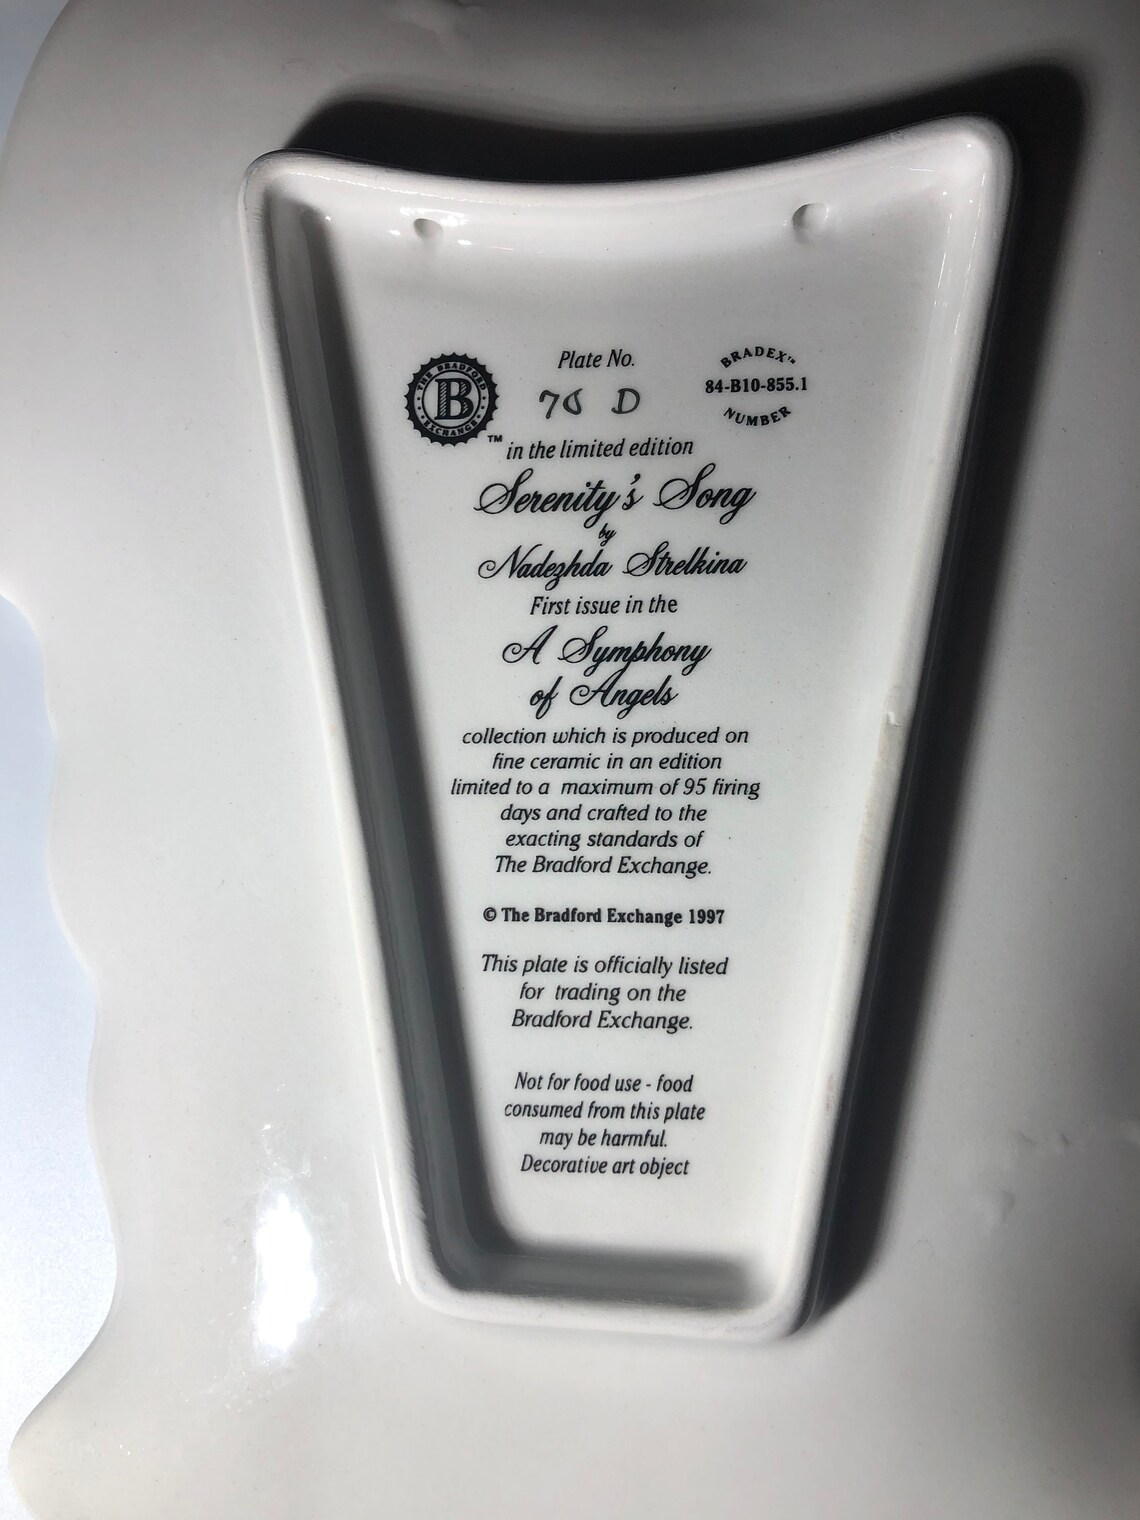 THE BRADFORD
B
EXCHANGE
™
Plate No.
78 D
BRADEX™
84-B10-855.1
NUMBER
in the limited edition
Serenity's Song
by
Nadezhda Strelkina
First issue in the
A Symphony
of Angels
collection which is produced on
fine ceramic in an edition
limited to a maximum of 95 firing
days and crafted to the
exacting standards of
The Bradford Exchange.
© The Bradford Exchange 1997
This plate is officially listed
for trading on the
Bradford Exchange.
Not for food use - food
consumed from this plate
may be harmful.
Decorative art object